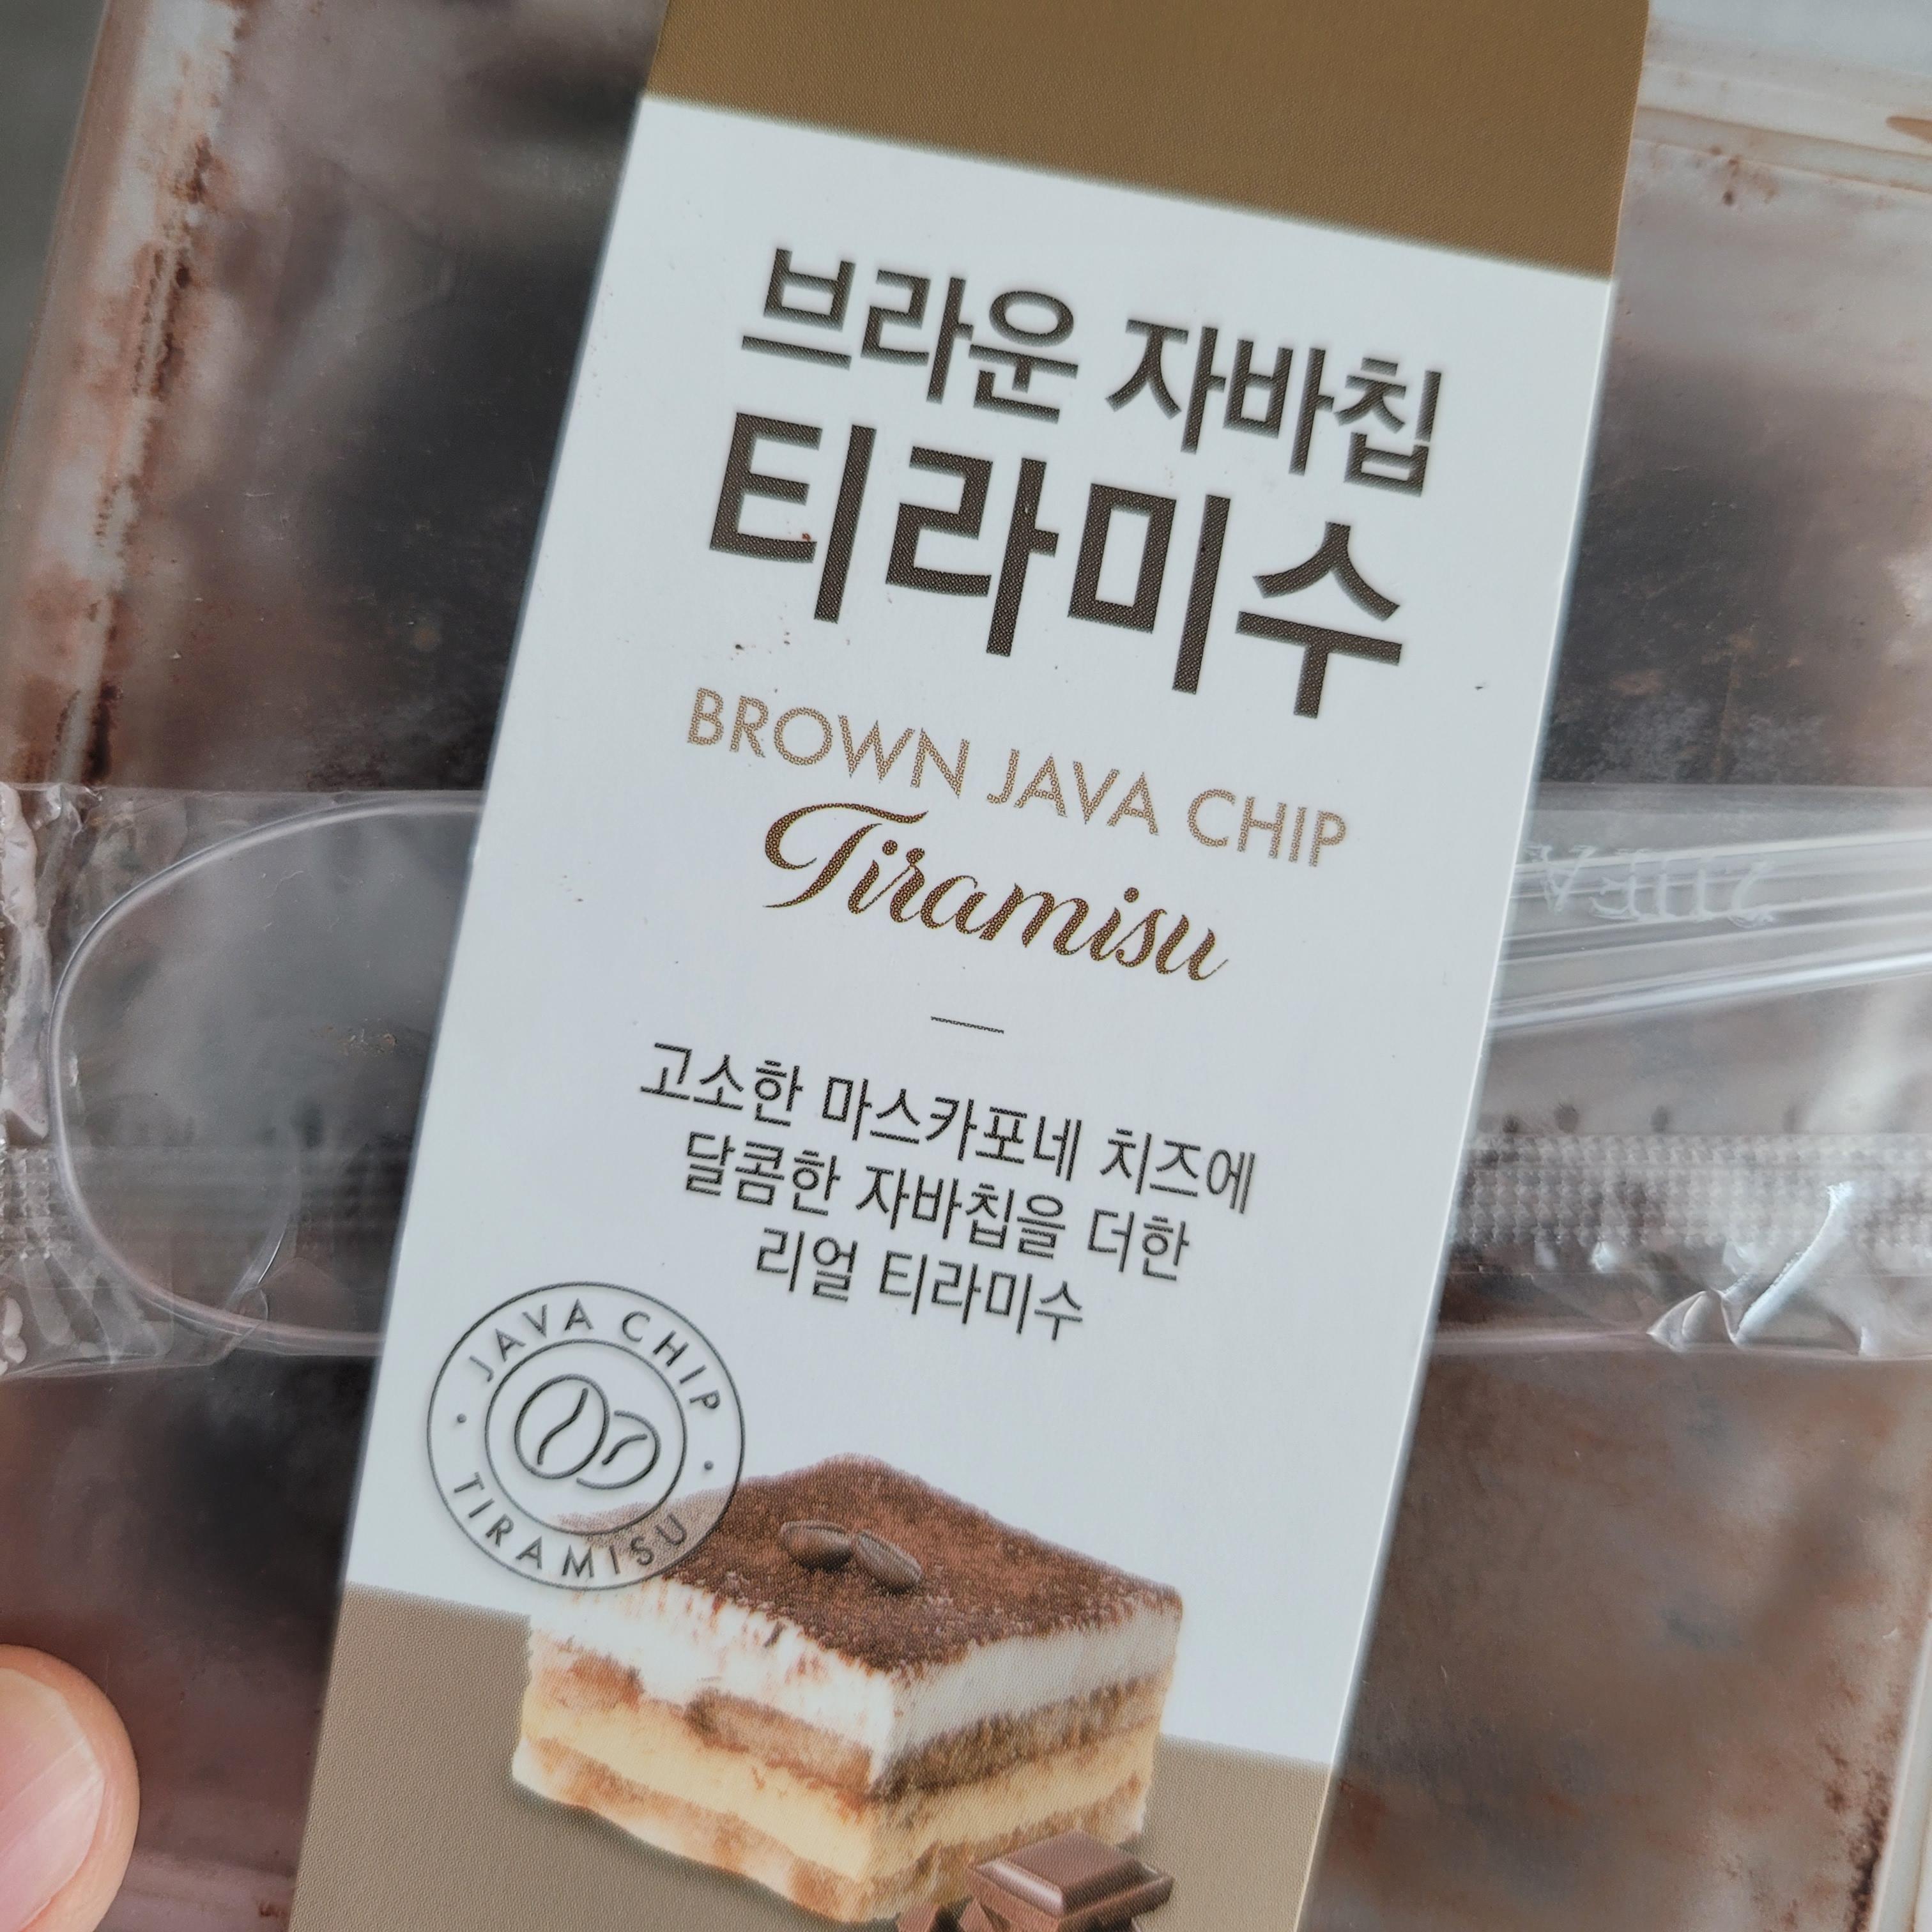 브라운 자바칩
티라미수
BROWN JAVA CHIP
Tiramisu
고소한 마스카포네 치즈에
달콤한 자바칩을 더한
리얼 티라미수
JAVA CHIP
TIRAMISU